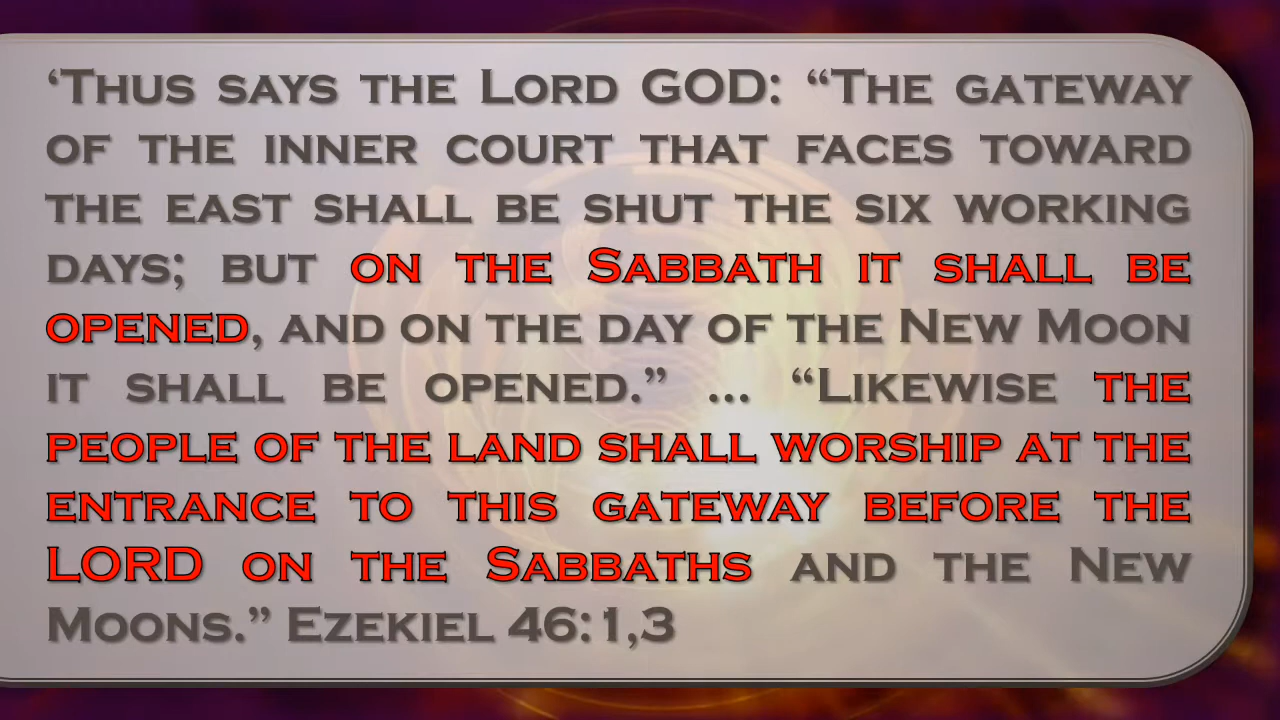 ‘Thus says the Lord GOD: “The gateway
of the inner court that faces toward
the east shall be shut the six working
days; but on the Sabbath it shall be
opened, and on the day of the New Moon
it shall be opened.” ... “Likewise the
people of the land shall worship at the
entrance to this gateway before the
LORD on the Sabbaths and the New
Moons.” Ezekiel 46:1,3